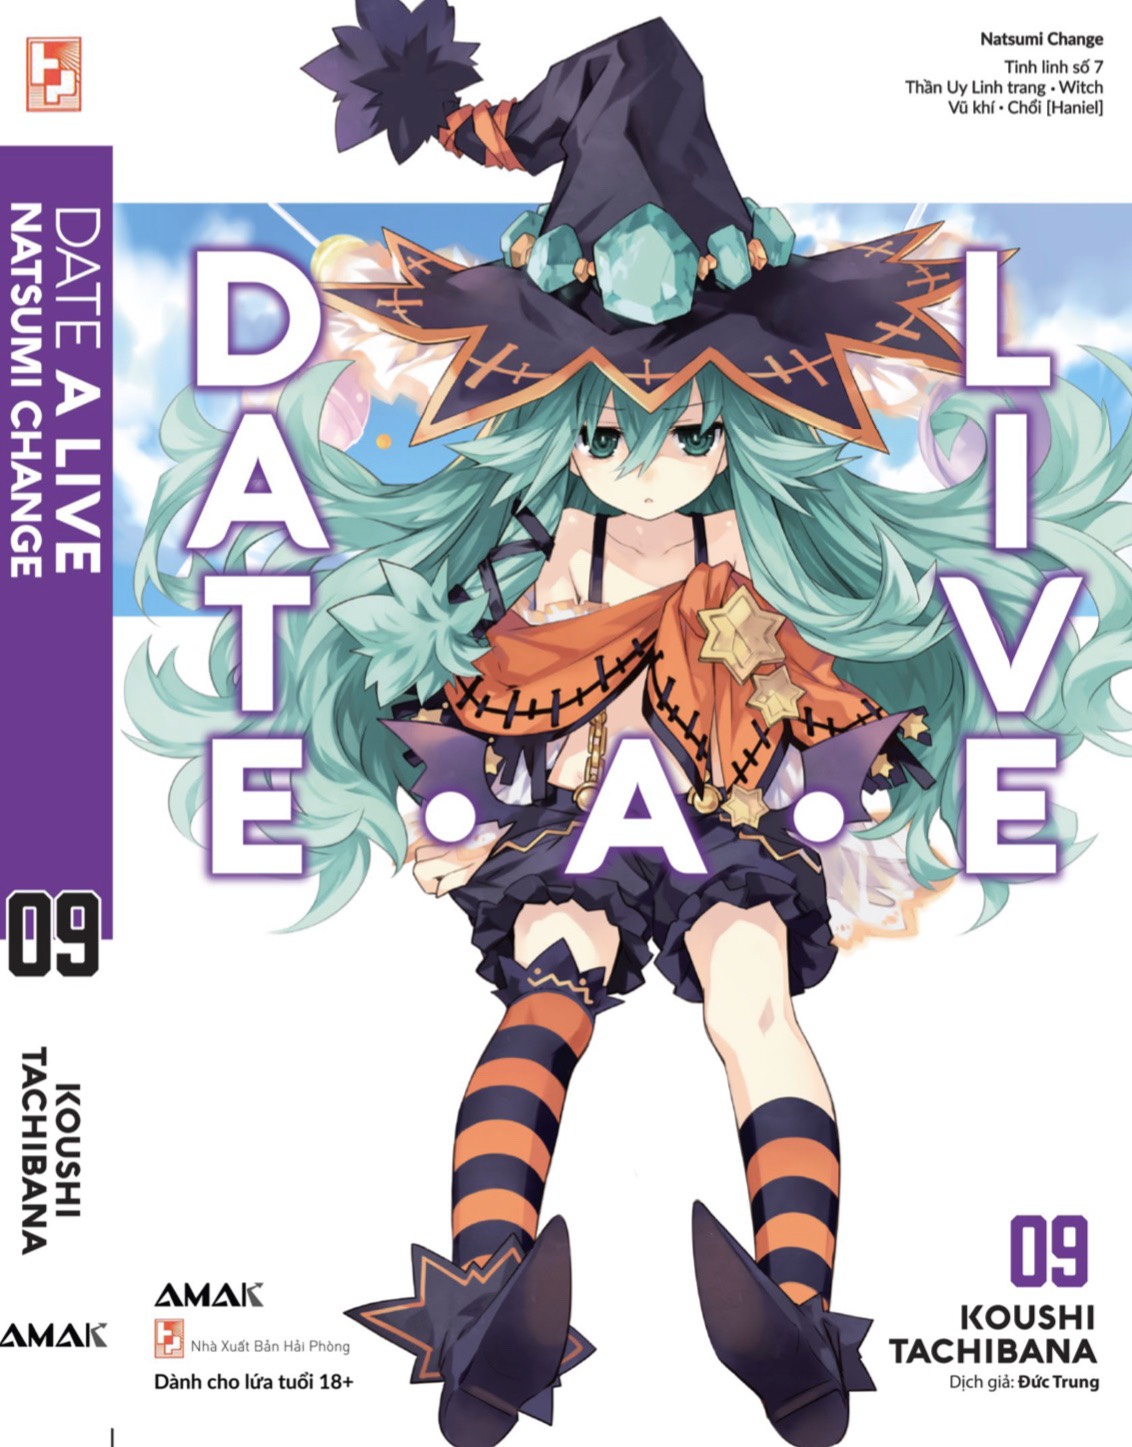 Natsumi Change
Tinh linh số 7
Thần Uy Linh trang • Witch
Vũ khí • Chổi [Haniel]
DATE A LIVE
NATSUMI CHANGE
09
KOUSHI
TACHIBANA
AMAK
DATE • A • LIVE
AMAK
Nhà Xuất Bản Hải Phòng
Dành cho lứa tuổi 18+
09
KOUSHI
TACHIBANA
Dịch giả: Đức Trung